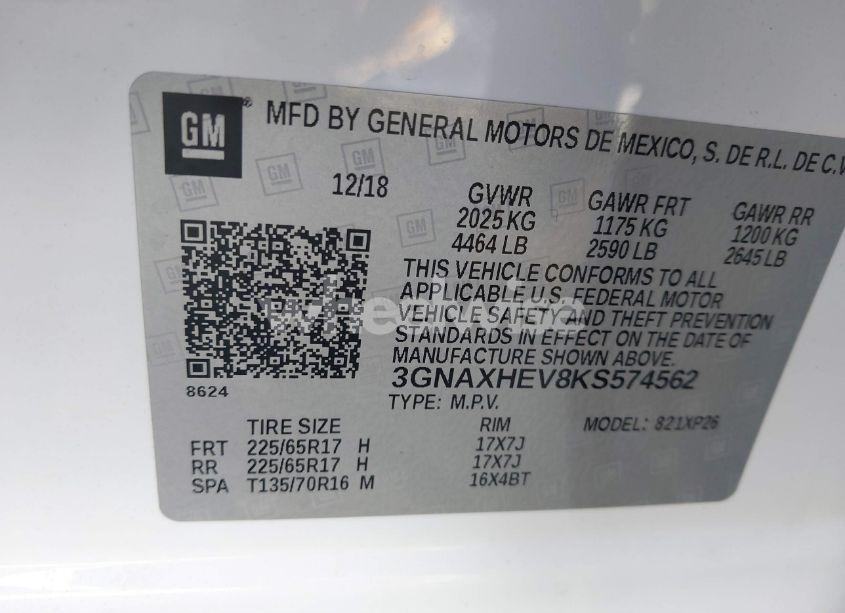 GM
MFD BY GENERAL MOTORS DE MEXICO, S. DE R.L. DE C.V
12/18
GVWR
2025 KG
4464 LB
GAWR FRT
1175 KG
2590 LB
GAWR RR
1200 KG
2645 LB
THIS VEHICLE CONFORMS TO ALL
APPLICABLE U.S. FEDERAL MOTOR
VEHICLE SAFETY AND THEFT PREVENTION
STANDARDS IN EFFECT ON THE DATE OF
MANUFACTURE SHOWN ABOVE.
3GNAXHEV8KS574562
TYPE: M.P.V.
MODEL: 821XP26
8624
TIRE SIZE RIM
FRT 225/65R17 H 17X7J
RR 225/65R17 H 17X7J
SPA T135/70R16 M 16X4BT